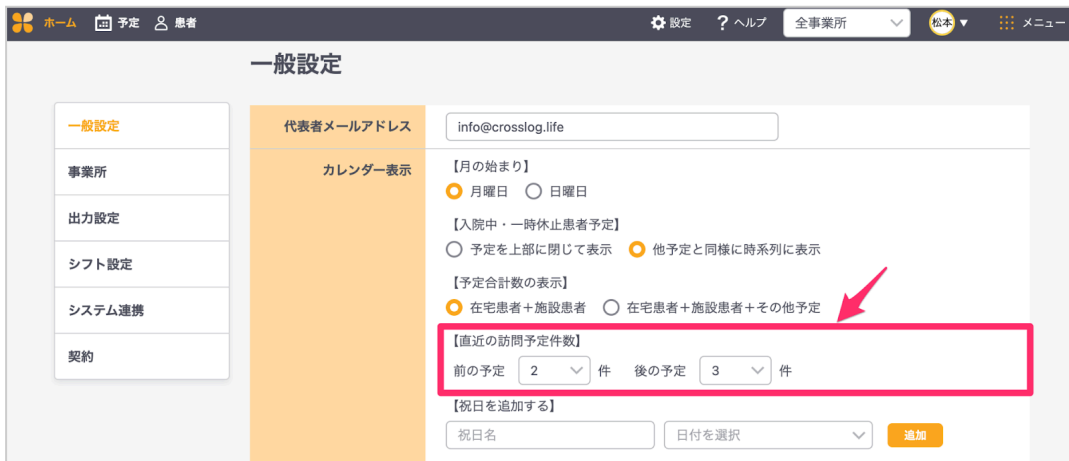 ホーム 予定 患者 設定 ? ヘルプ 全事業所 松本 ▼ メニュー
一般設定
一般設定
事業所
出力設定
シフト設定
システム連携
契約
代表者メールアドレス info@crosslog.life
カレンダー表示
【月の始まり】
月曜日 日曜日
【入院中・一時休止患者予定】
予定を上部に閉じて表示 他予定と同様に時系列に表示
【予定合計数の表示】
在宅患者+施設患者 在宅患者+施設患者+その他予定
【直近の訪問予定件数】
前の予定 2 件 後の予定 3 件
【祝日を追加する】
祝日名 日付を選択 追加